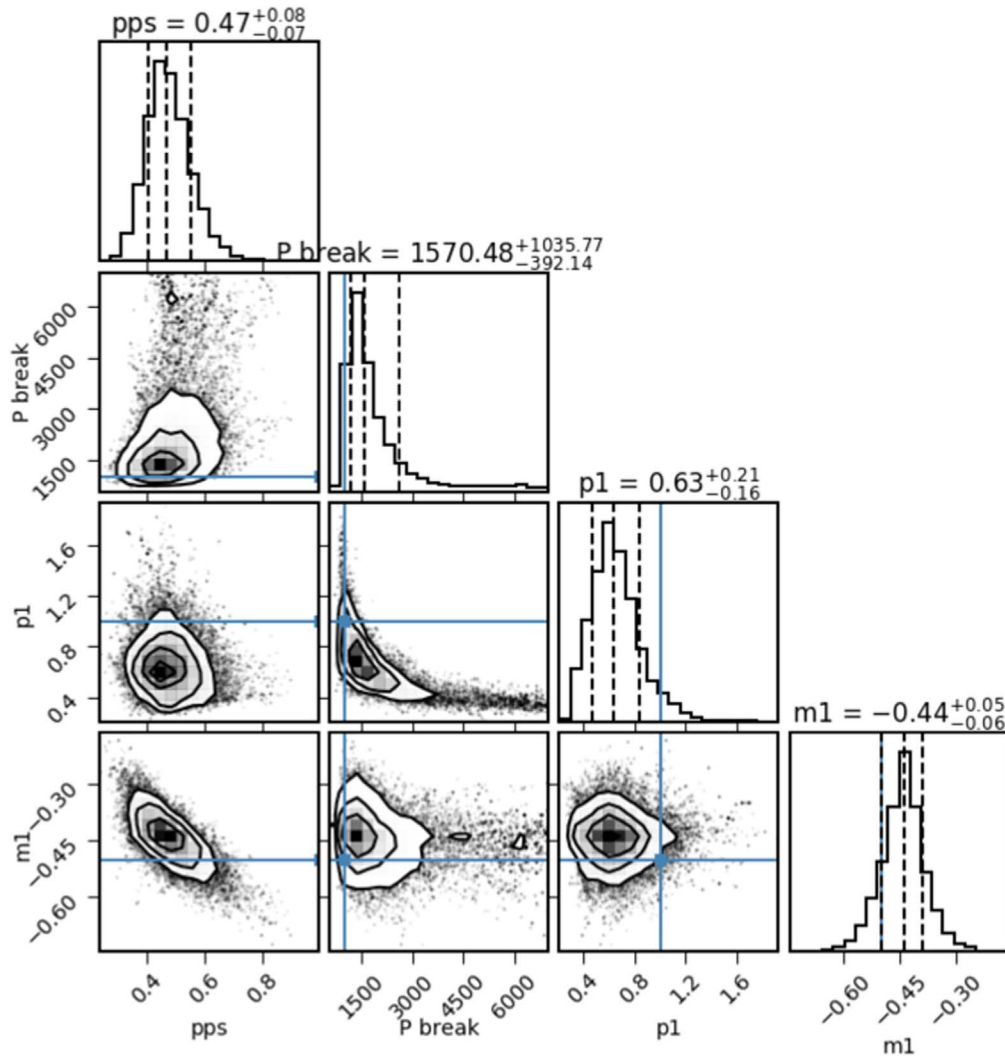 pps = 0.47+0.08−0.07
P break = 1570.48+1035.77−392.14
6000
4500
3000
1500
P break
p1 = 0.63+0.21−0.16
1.6
1.2
0.8
0.4
p1
m1 = −0.44+0.05−0.06
−0.30
−0.45
−0.60
m1
0.4 0.6 0.8
pps
1500 3000 4500 6000
P break
0.4 0.8 1.2 1.6
p1
−0.60 −0.45 −0.30
m1